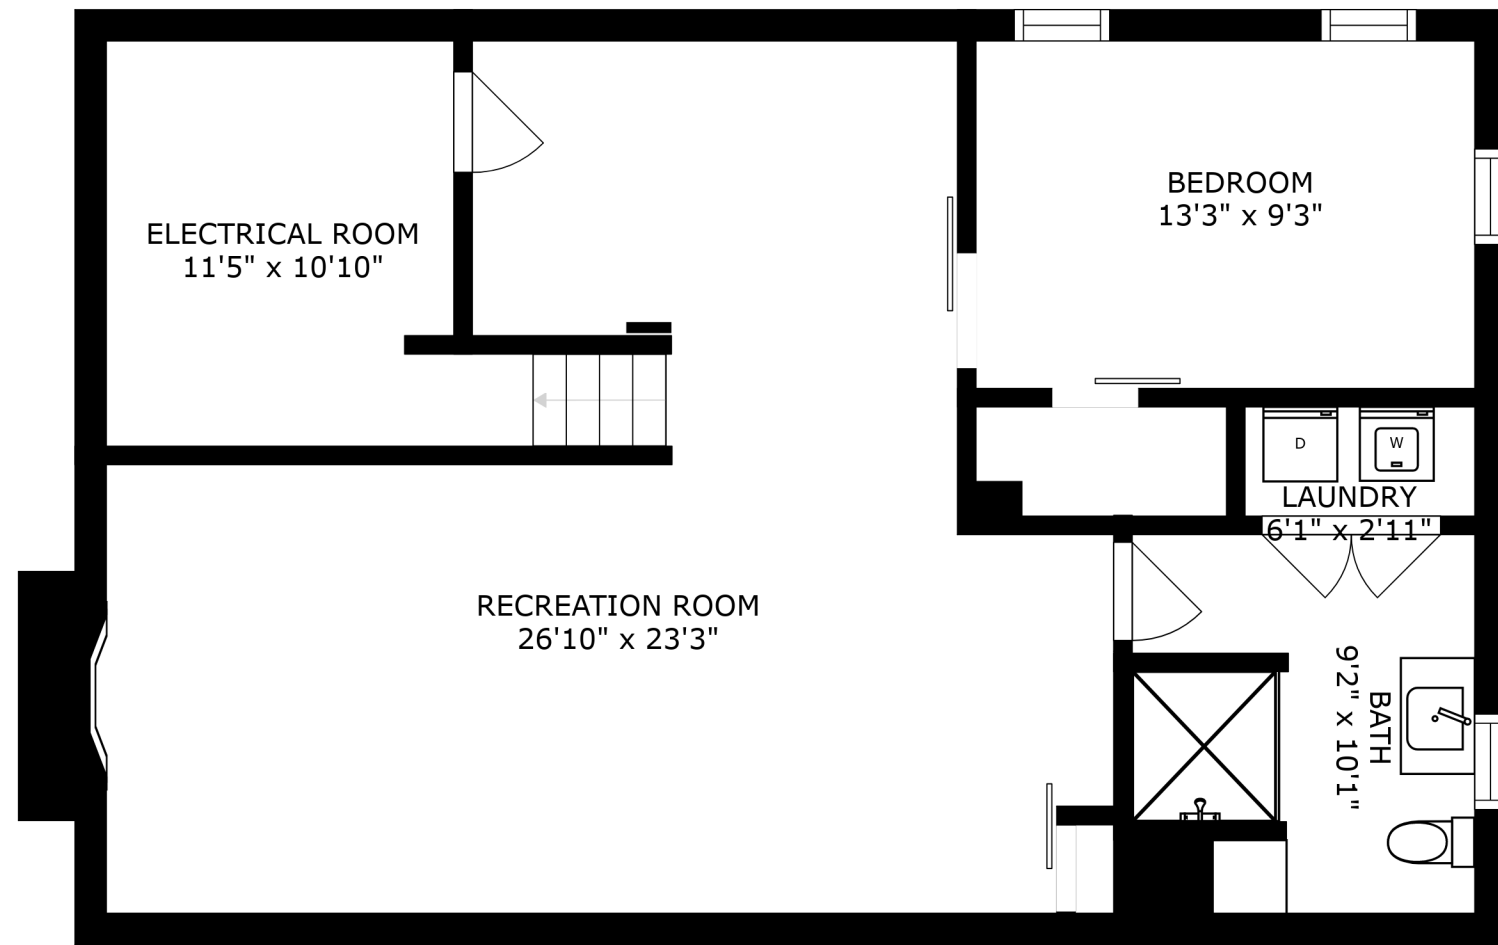 BEDROOM
13'3" x 9'3"
ELECTRICAL ROOM
11'5" x 10'10"
D
W
LAUNDRY
6'1" x 2'11"
RECREATION ROOM
26'10" x 23'3"
BATH
9'2" x 10'1"